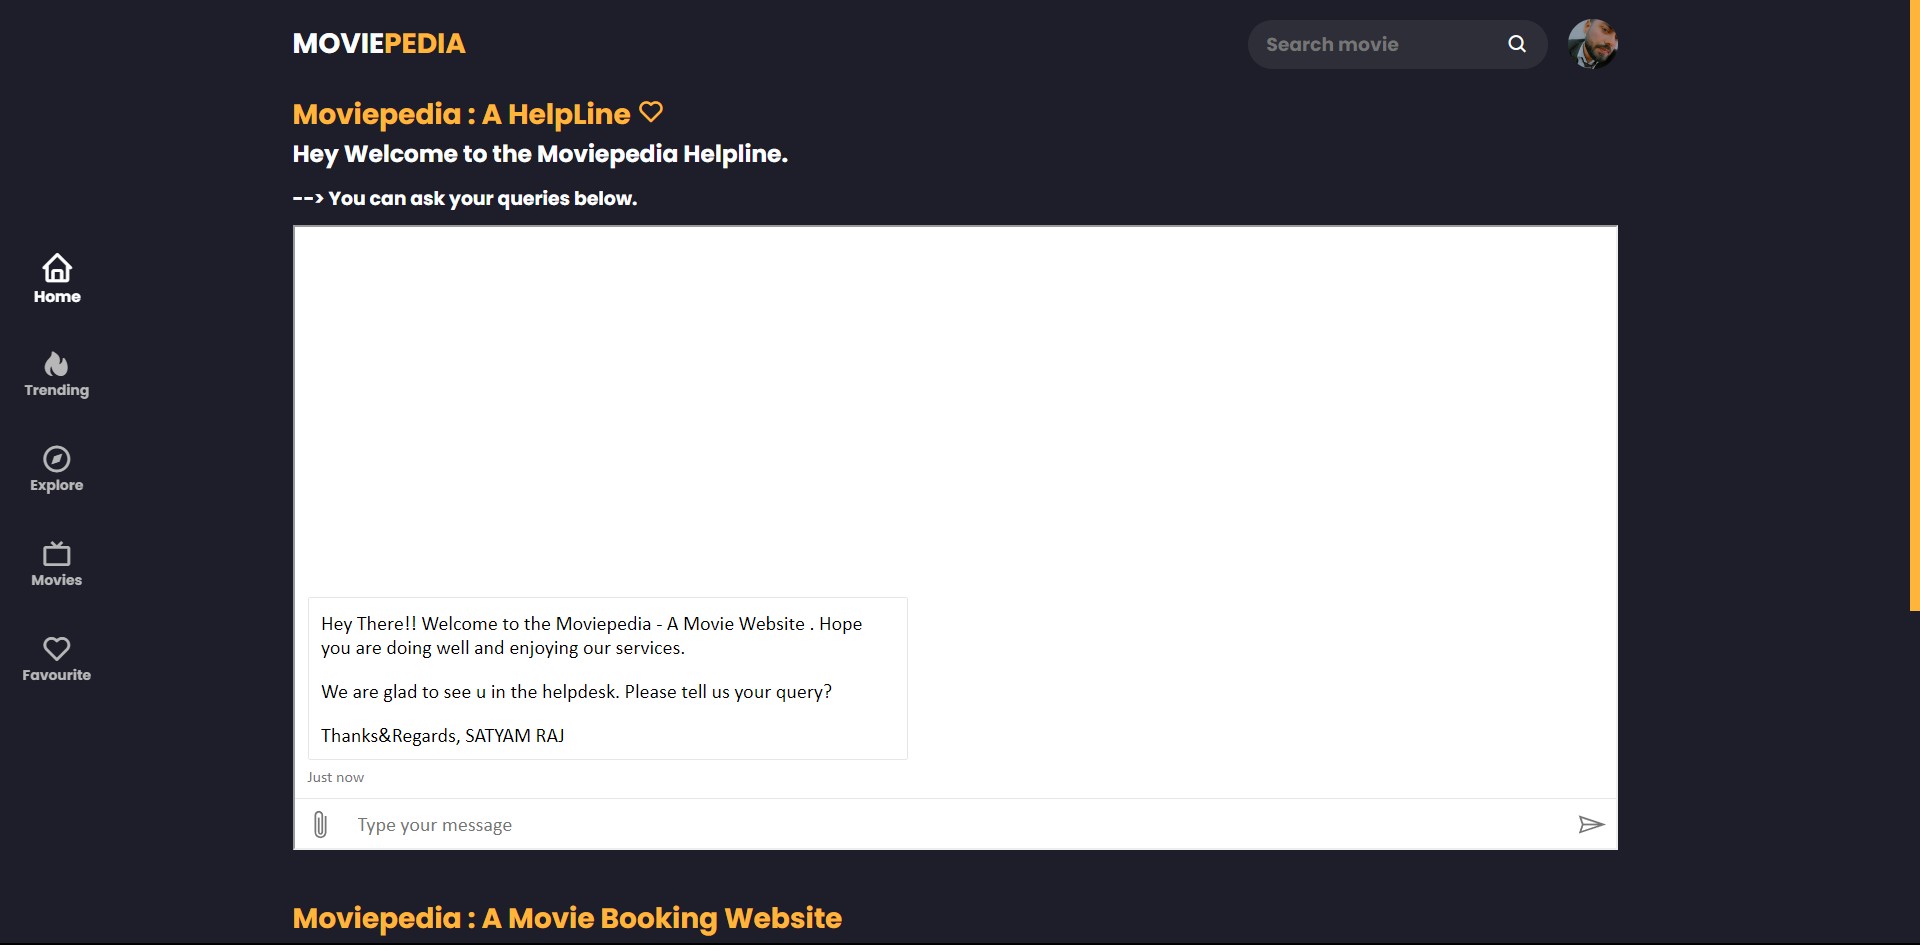 MOVIEPEDIA
Search movie
Moviepedia : A HelpLine
Hey Welcome to the Moviepedia Helpline.
--> You can ask your queries below.
Home
Trending
Explore
Movies
Favourite
Hey There!! Welcome to the Moviepedia - A Movie Website . Hope
you are doing well and enjoying our services.
We are glad to see u in the helpdesk. Please tell us your query?
Thanks&Regards, SATYAM RAJ
Just now
Type your message
Moviepedia : A Movie Booking Website